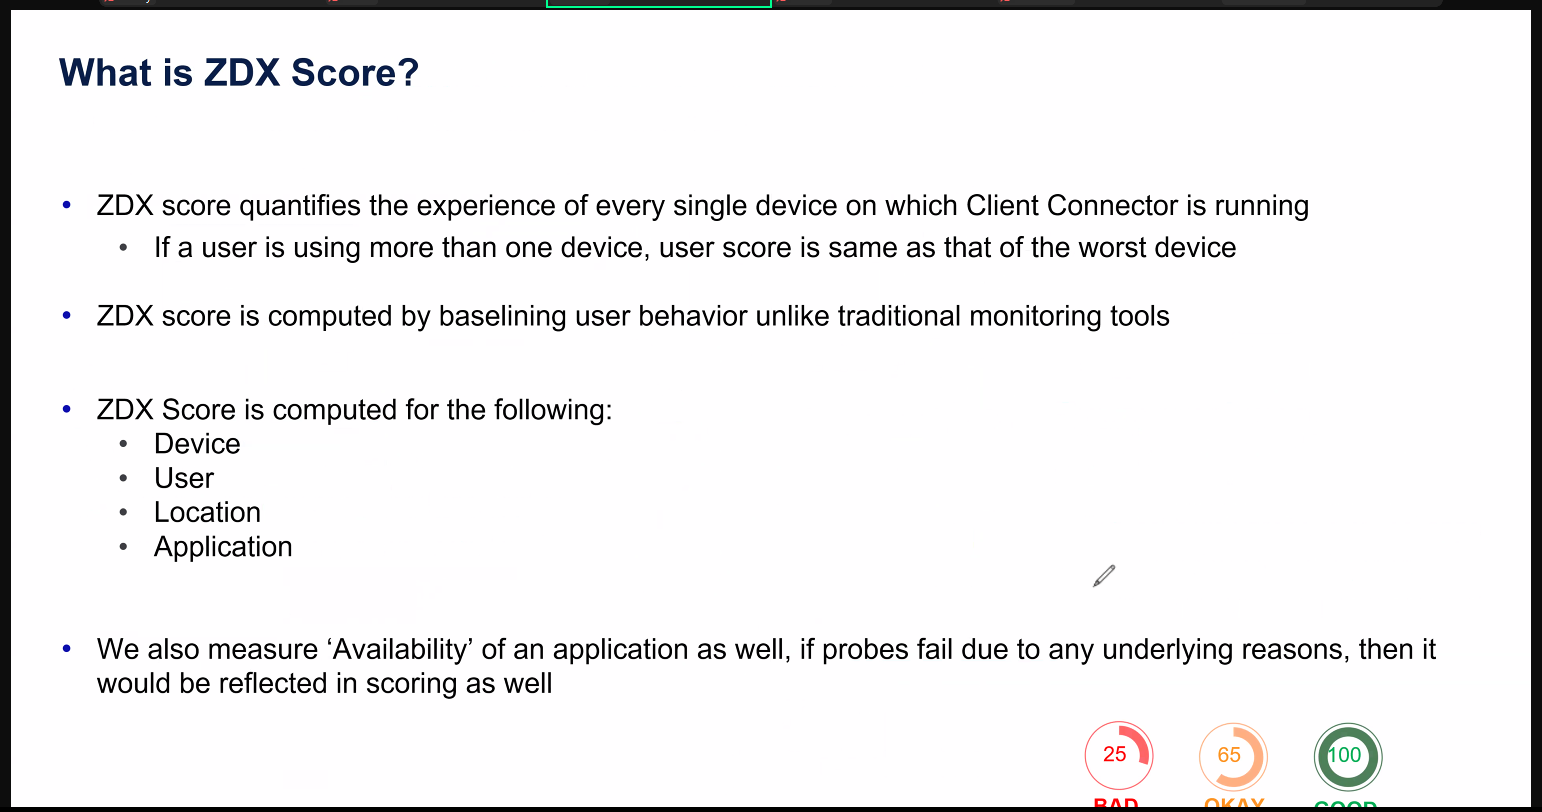 What is ZDX Score?
• ZDX score quantifies the experience of every single device on which Client Connector is running
• If a user is using more than one device, user score is same as that of the worst device
• ZDX score is computed by baselining user behavior unlike traditional monitoring tools
• ZDX Score is computed for the following:
• Device
• User
• Location
• Application
• We also measure ‘Availability’ of an application as well, if probes fail due to any underlying reasons, then it
would be reflected in scoring as well
25 65 100
BAD OKAY GOOD